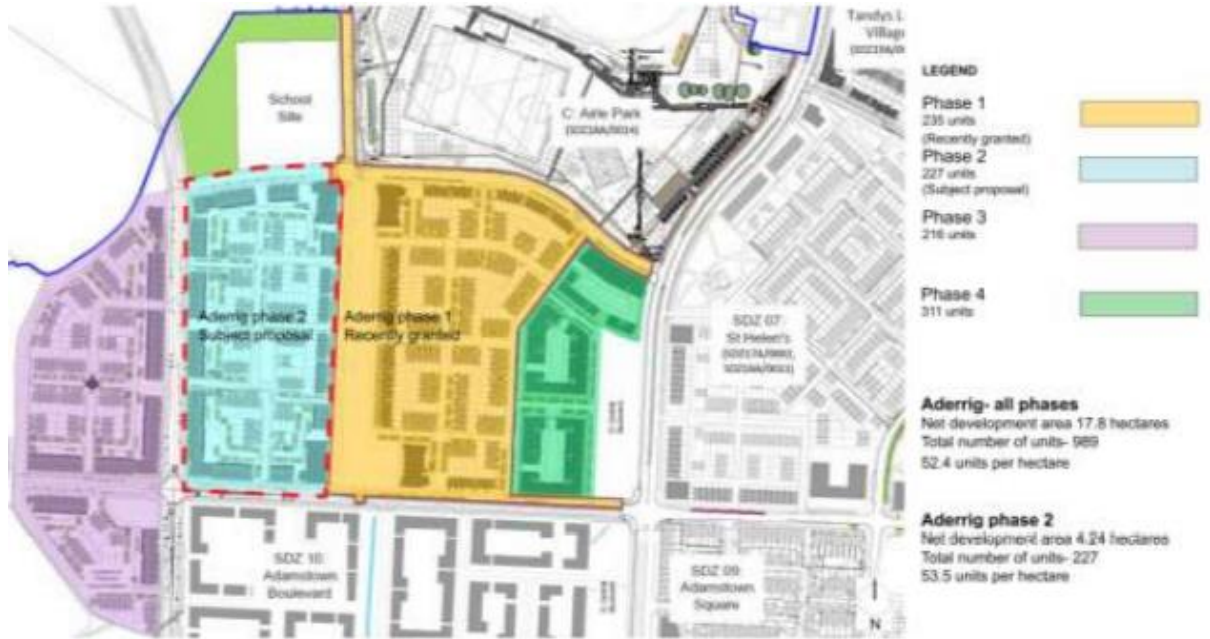 School
Site
C: Airlie Park
Tandys L
Village
Aderrig phase 2
Subject proposal
Aderrig phase 1
Recently granted
SDZ 07
St Helen's
SDZ 10:
Adamstown
Boulevard
SDZ 09:
Adamstown
Square
N
LEGEND
Phase 1
235 units
(Recently granted)
Phase 2
227 units
(Subject proposal)
Phase 3
216 units
Phase 4
311 units
Aderrig- all phases
Net development area 17.8 hectares
Total number of units- 989
52.4 units per hectare
Aderrig phase 2
Net development area 4.24 hectares
Total number of units- 227
53.5 units per hectare